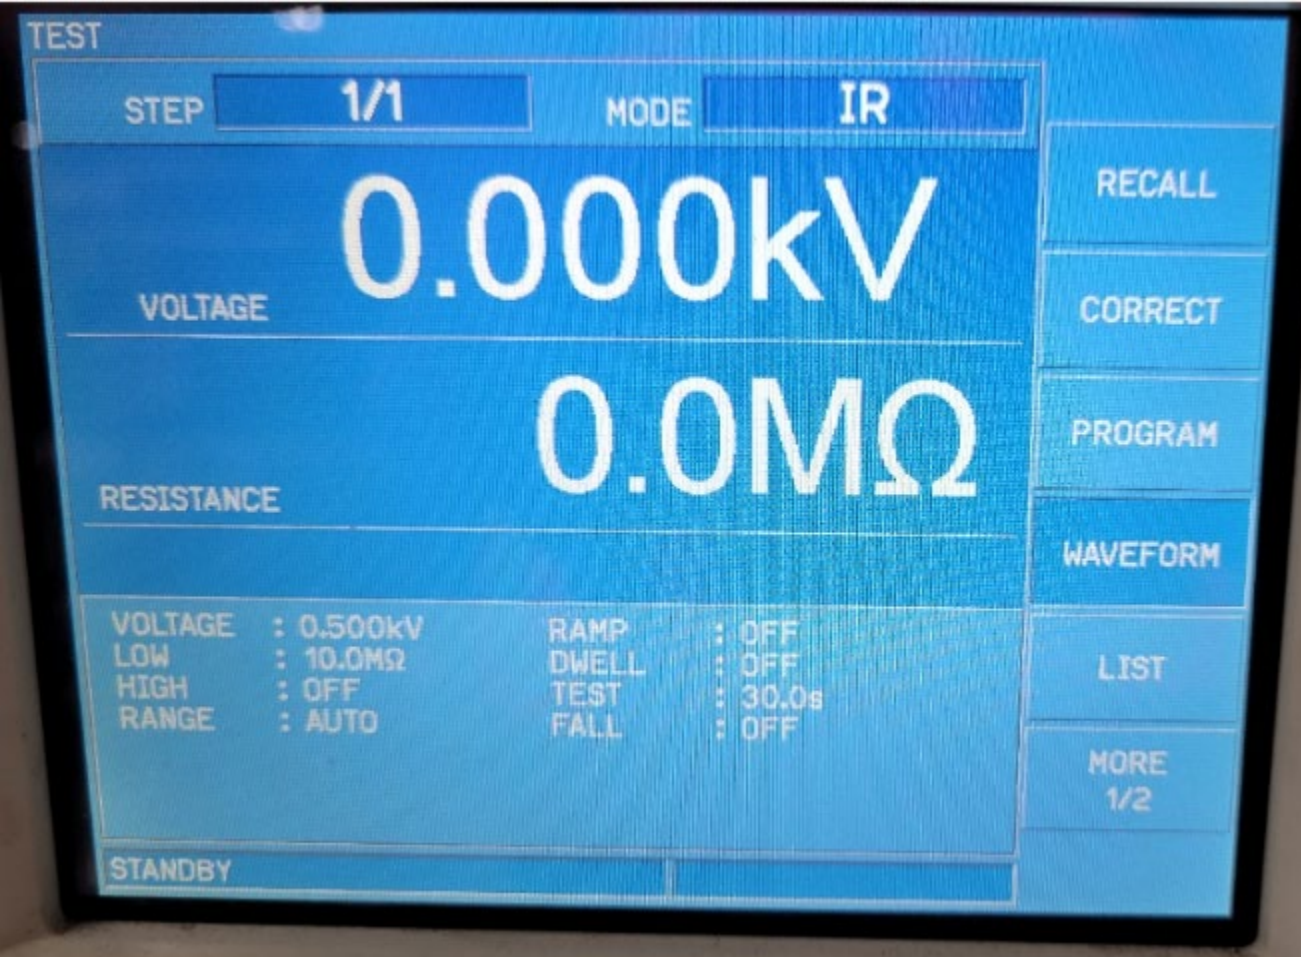 TEST
STEP 1/1 MODE IR
0.000kV
VOLTAGE
0.0MΩ
RESISTANCE
VOLTAGE : 0.500kV RAMP : OFF
LOW : 10.0MΩ DWELL : OFF
HIGH : OFF TEST : 30.0s
RANGE : AUTO FALL : OFF
STANDBY
RECALL
CORRECT
PROGRAM
WAVEFORM
LIST
MORE
1/2